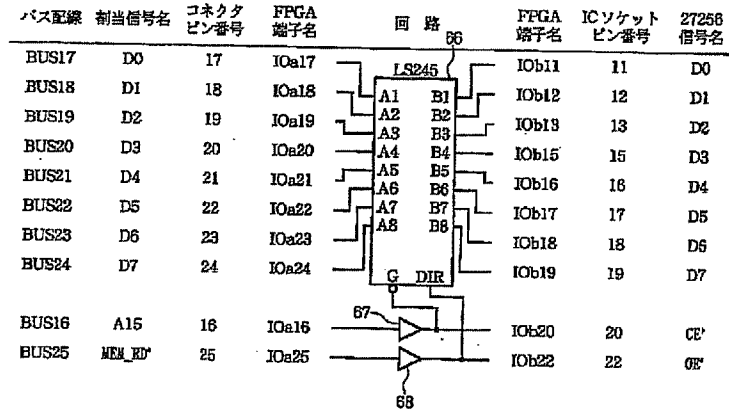 バス配線 割当信号名 コネクタピン番号 FPGA端子名 回 路 FPGA端子名 ICソケットピン番号 27256信号名
66
LS245
BUS17 D0 17 IOa17 A1 B1 IOb11 11 D0
BUS18 D1 18 IOa18 A2 B2 IOb12 12 D1
BUS19 D2 19 IOa19 A3 B3 IOb13 13 D2
BUS20 D3 20 IOa20 A4 B4 IOb15 15 D3
BUS21 D4 21 IOa21 A5 B5 IOb16 16 D4
BUS22 D5 22 IOa22 A6 B6 IOb17 17 D5
BUS23 D6 23 IOa23 A7 B7 IOb18 18 D6
BUS24 D7 24 IOa24 A8 B8 IOb19 19 D7
G DIR
67
BUS16 A15 16 IOa16 IOb20 20 CE*
BUS25 MEM_RD* 25 IOa25 IOb22 22 OE*
68